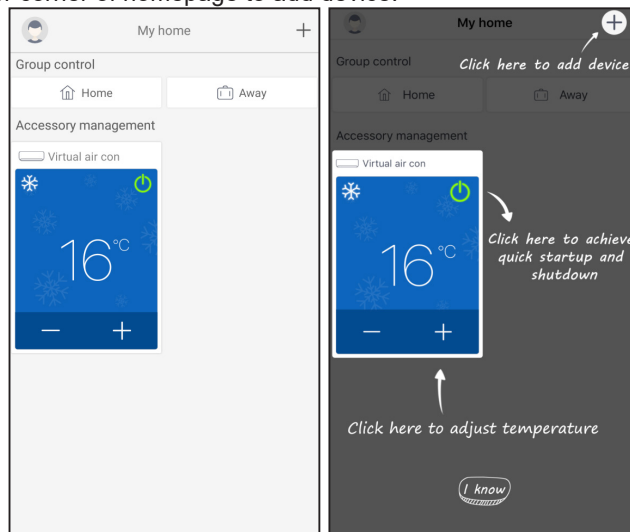 corner of homepage to add device.
My home
+
Group control
Home
Away
Accessory management
Virtual air con
16°C
− +
My home
+
Group control
Click here to add device
Home
Away
Accessory management
Virtual air con
16°C
− +
Click here to achieve
quick startup and
shutdown
Click here to adjust temperature
I know